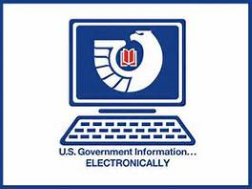 U.S. Government Information...
ELECTRONICALLY